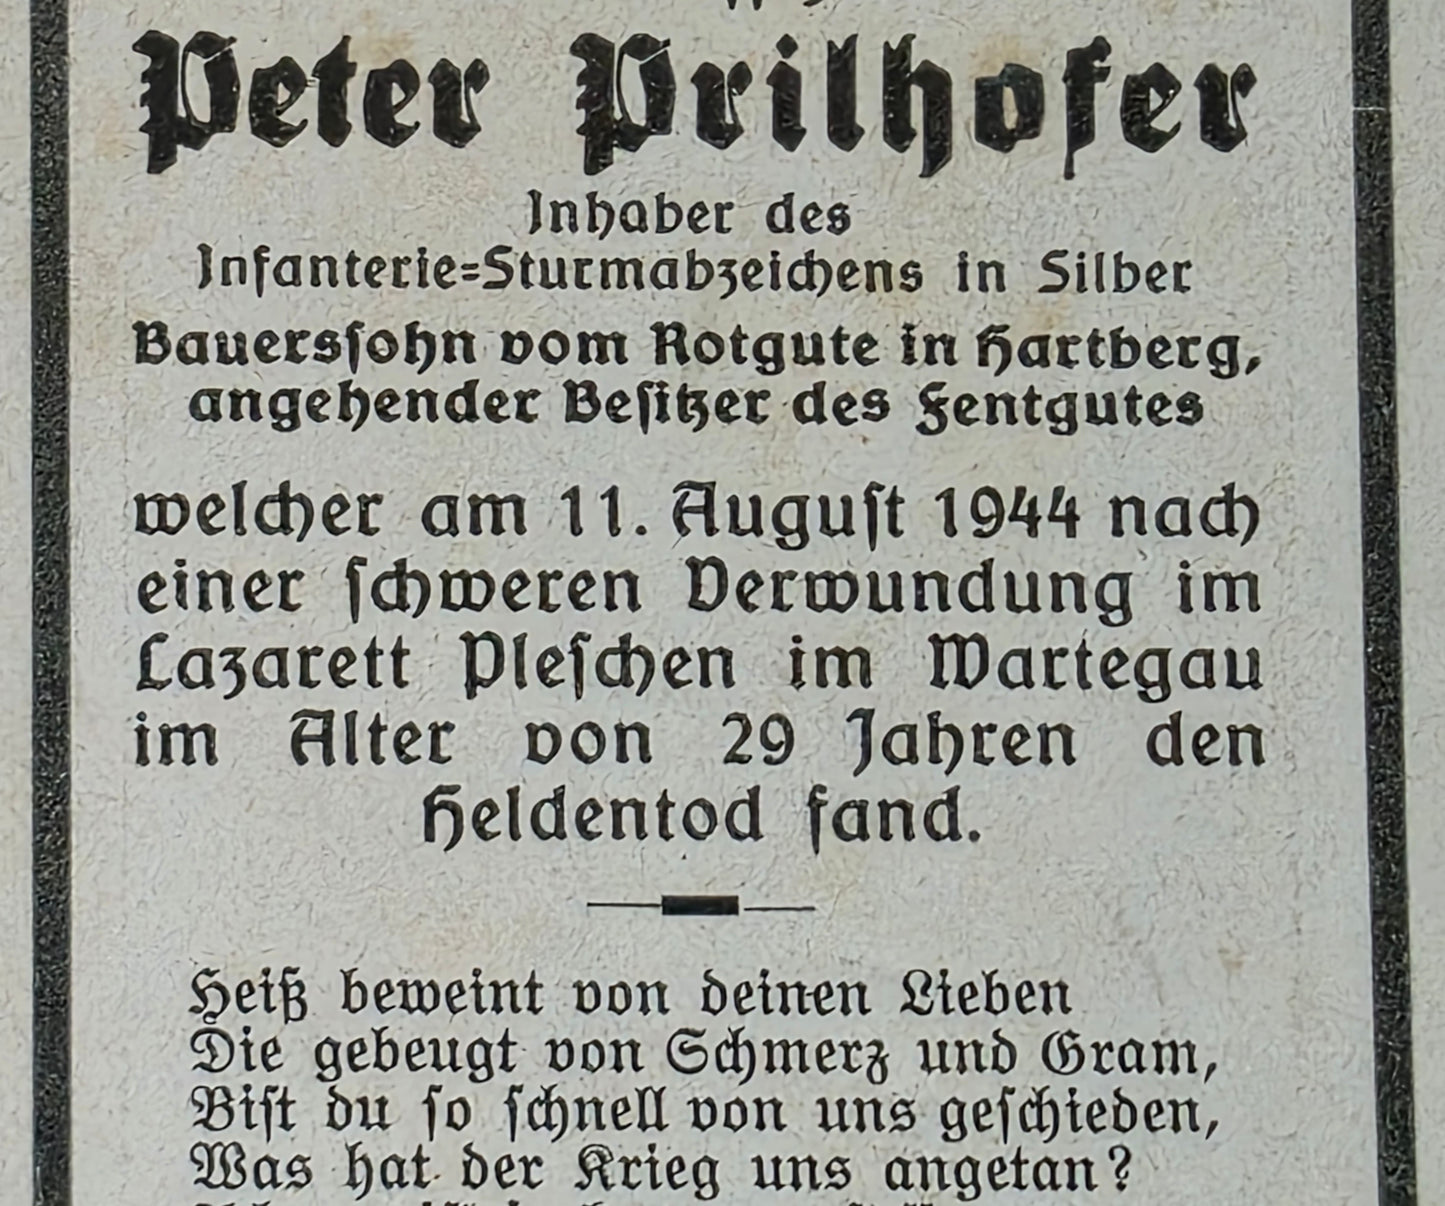 Peter Prilhofer
Inhaber des
Infanterie=Sturmabzeichens in Silber
Bauerssohn vom Rotgute in Hartberg,
angehender Besitzer des Fentgutes
welcher am 11. August 1944 nach
einer schweren Verwundung im
Lazarett Pleschen im Wartegau
im Alter von 29 Jahren den
Heldentod fand.
Heiß beweint von deinen Lieben
Die gebeugt von Schmerz und Gram,
Bist du so schnell von uns geschieden,
Was hat der Krieg uns angetan?